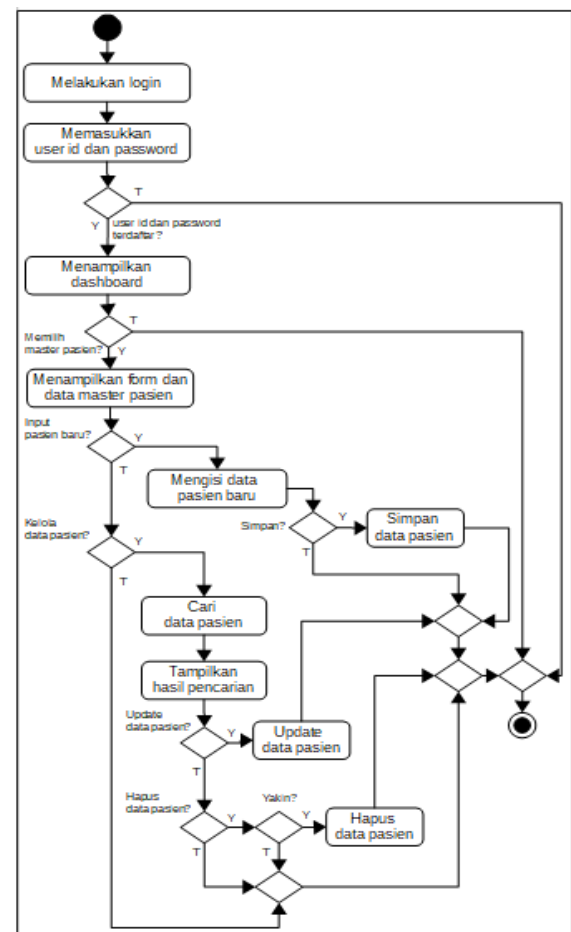 Melakukan login
Memasukkan
user id dan password
T
Y
user id dan password
terdaftar?
Menampilkan
dashboard
T
Memilih
master pasien?
Y
Menampilkan form dan
data master pasien
Input
pasien baru?
Y
T
Mengisi data
pasien baru
Simpan?
Y
T
Simpan
data pasien
Kelola
data pasien?
Y
T
Cari
data pasien
Tampilkan
hasil pencarian
Update
data pasien?
Y
T
Update
data pasien
Hapus
data pasien?
Y
T
Yakin?
Y
T
Hapus
data pasien